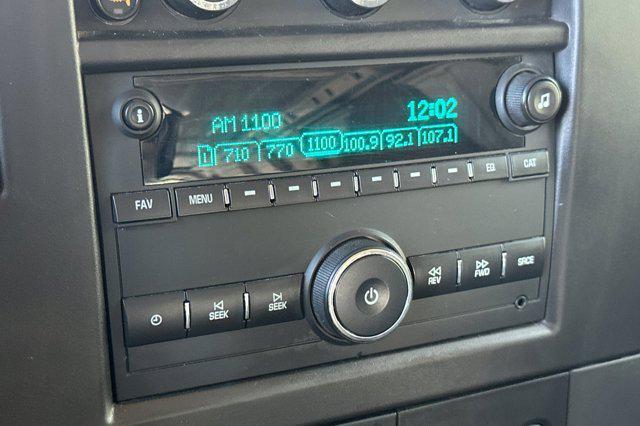 i
AM 1100 12:02
1 710 770 1100 100.9 92.1 107.1
FAV MENU EQ CAT
SEEK SEEK REV FWD SRCE